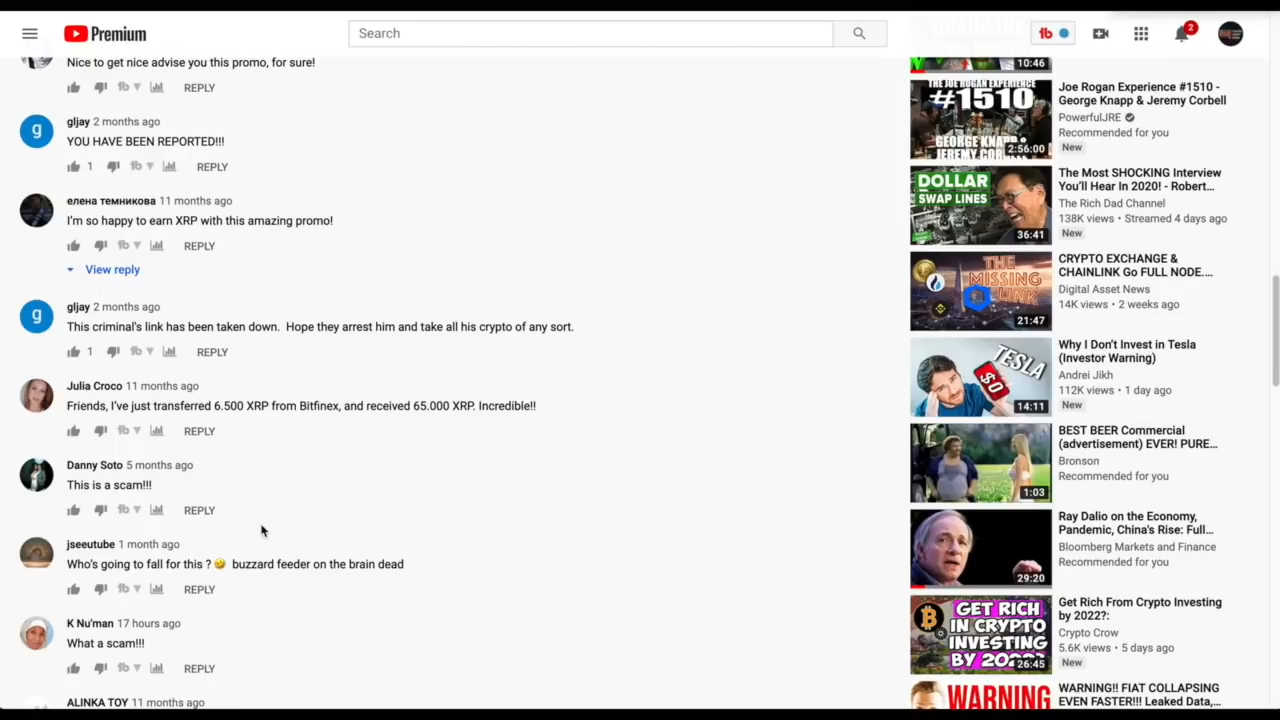 Premium
Search
2
Nice to get nice advise you this promo, for sure!
REPLY
g
gljay 2 months ago
YOU HAVE BEEN REPORTED!!!
1
REPLY
елена темникова 11 months ago
I'm so happy to earn XRP with this amazing promo!
REPLY
View reply
g
gljay 2 months ago
This criminal's link has been taken down. Hope they arrest him and take all his crypto of any sort.
1
REPLY
Julia Croco 11 months ago
Friends, I've just transferred 6.500 XRP from Bitfinex, and received 65.000 XRP. Incredible!!
REPLY
Danny Soto 5 months ago
This is a scam!!!
REPLY
jseeutube 1 month ago
Who's going to fall for this ? 🤣 buzzard feeder on the brain dead
REPLY
K Nu'man 17 hours ago
What a scam!!!
REPLY
ALINKA TOY 11 months ago
10:46
THE JOE ROGAN EXPERIENCE
#1510
GEORGE KNAPP &
2:56:00
Joe Rogan Experience #1510 -
George Knapp & Jeremy Corbell
PowerfulJRE
Recommended for you
New
DOLLAR
SWAP LINES
36:41
The Most SHOCKING Interview
You'll Hear In 2020! - Robert...
The Rich Dad Channel
138K views • Streamed 4 days ago
New
THE
MISSING
LINK
21:47
CRYPTO EXCHANGE &
CHAINLINK Go FULL NODE....
Digital Asset News
14K views • 2 weeks ago
TESLA
$0
14:11
Why I Don't Invest in Tesla
(Investor Warning)
Andrei Jikh
112K views • 1 day ago
New
1:03
BEST BEER Commercial
(advertisement) EVER! PURE...
Bronson
Recommended for you
29:20
Ray Dalio on the Economy,
Pandemic, China's Rise: Full...
Bloomberg Markets and Finance
Recommended for you
GET RICH
IN CRYPTO
INVESTING
BY
26:45
Get Rich From Crypto Investing
by 2022?:
Crypto Crow
5.6K views • 5 days ago
New
WARNING
WARNING!! FIAT COLLAPSING
EVEN FASTER!!! Leaked Data,...